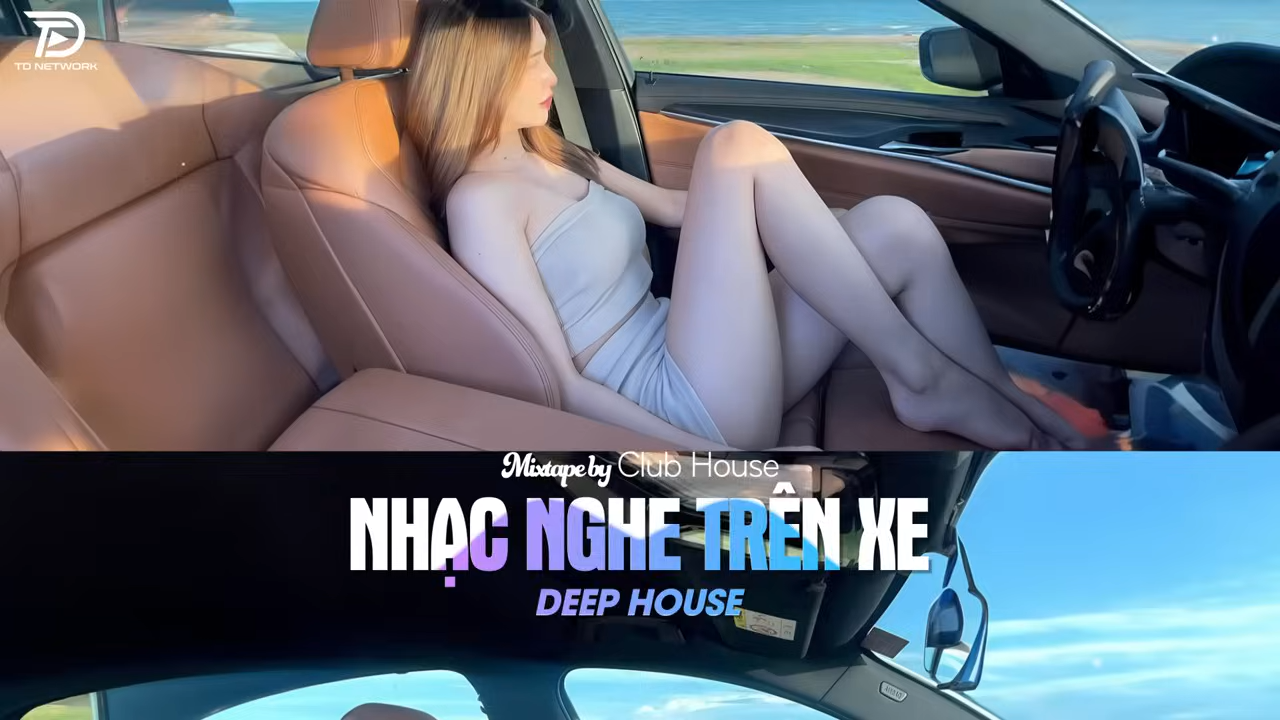 TD NETWORK
Mixtape by Club House
NHẠC NGHE TRÊN XE
DEEP HOUSE